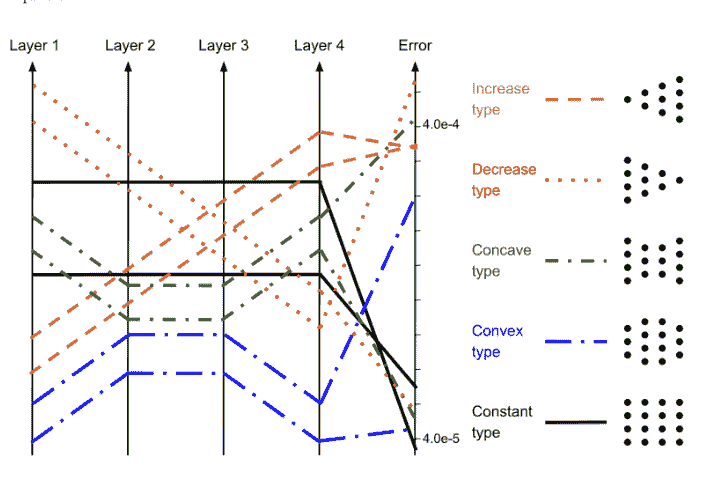 Layer 1 Layer 2 Layer 3 Layer 4 Error
4.0e-4
4.0e-5
Increase
type
Decrease
type
Concave
type
Convex
type
Constant
type